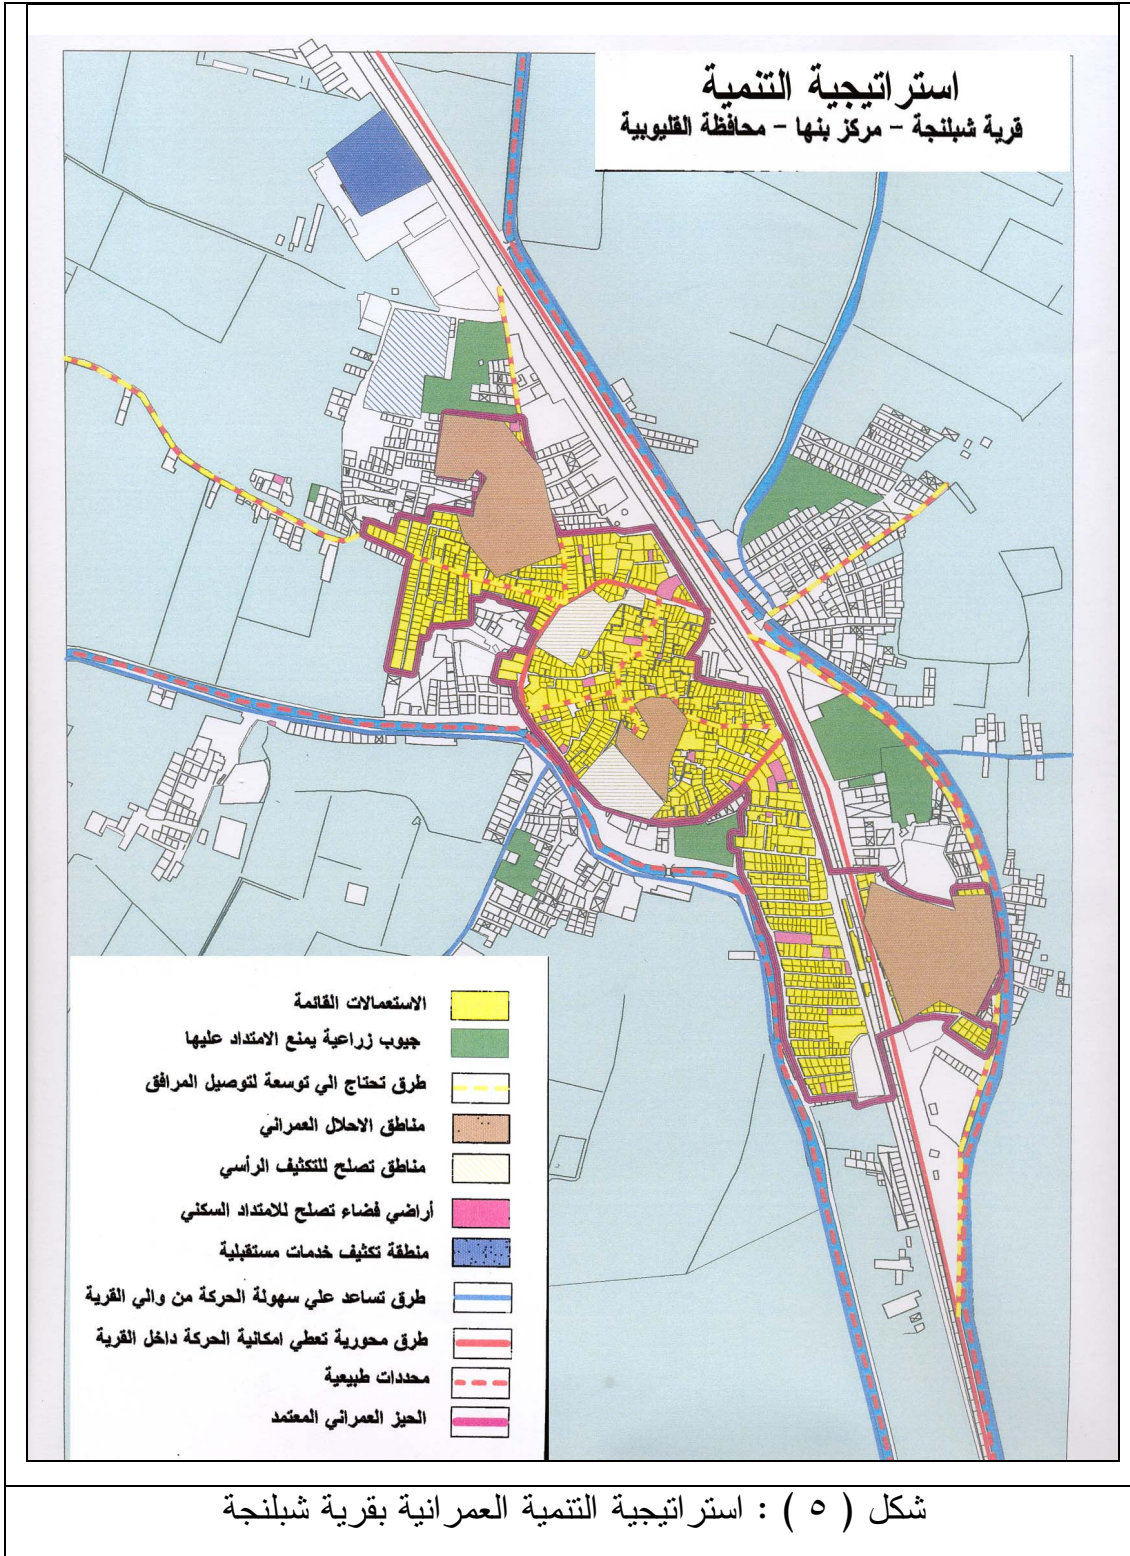 استراتيجية التنمية
قرية شبلنجة - مركز بنها - محافظة القليوبية
الاستعمالات القائمة
جيوب زراعية يمنع الامتداد عليها
طرق تحتاج الي توسعة لتوصيل المرافق
مناطق الاحلال العمراني
مناطق تصلح للتكثيف الرأسي
أراضي فضاء تصلح للامتداد السكني
منطقة تكثيف خدمات مستقبلية
طرق تساعد علي سهولة الحركة من والي القرية
طرق محورية تعطي امكانية الحركة داخل القرية
محددات طبيعية
الحيز العمراني المعتمد
شكل ( ٥ ) : استراتيجية التنمية العمرانية بقرية شبلنجة